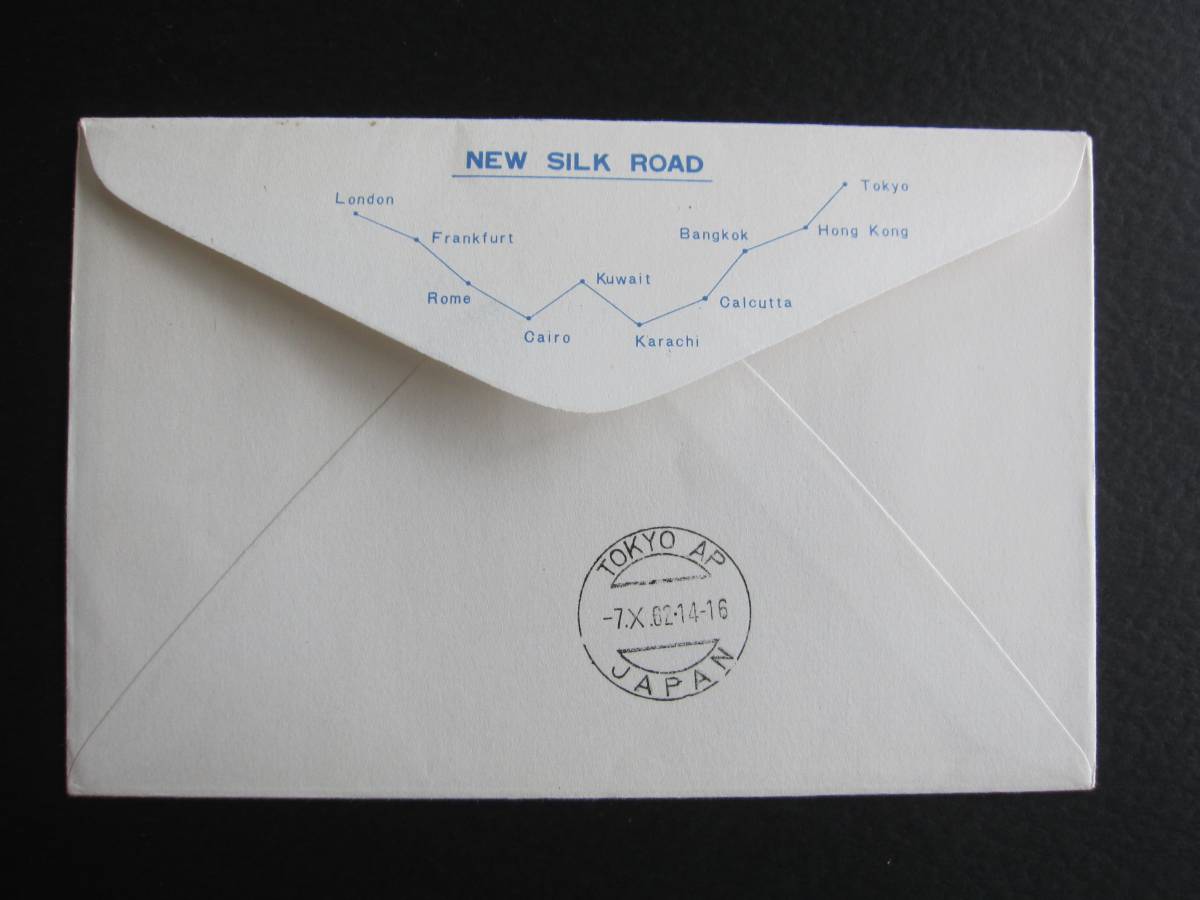 NEW SILK ROAD
London
Frankfurt
Rome
Cairo
Kuwait
Karachi
Calcutta
Bangkok
Hong Kong
Tokyo
TOKYO AP
-7.X.62.14-16
JAPAN